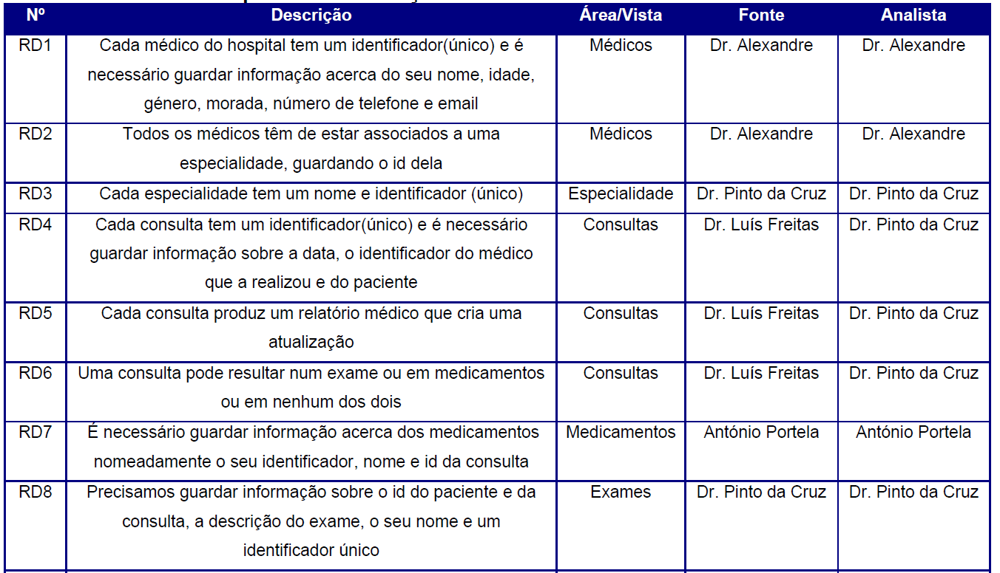 Nº Descrição Área/Vista Fonte Analista
RD1 Cada médico do hospital tem um identificador(único) e é Médicos Dr. Alexandre Dr. Alexandre
necessário guardar informação acerca do seu nome, idade,
género, morada, número de telefone e email
RD2 Todos os médicos têm de estar associados a uma Médicos Dr. Alexandre Dr. Alexandre
especialidade, guardando o id dela
RD3 Cada especialidade tem um nome e identificador (único) Especialidade Dr. Pinto da Cruz Dr. Pinto da Cruz
RD4 Cada consulta tem um identificador(único) e é necessário Consultas Dr. Luís Freitas Dr. Pinto da Cruz
guardar informação sobre a data, o identificador do médico
que a realizou e do paciente
RD5 Cada consulta produz um relatório médico que cria uma Consultas Dr. Luís Freitas Dr. Pinto da Cruz
atualização
RD6 Uma consulta pode resultar num exame ou em medicamentos Consultas Dr. Luís Freitas Dr. Pinto da Cruz
ou em nenhum dos dois
RD7 É necessário guardar informação acerca dos medicamentos Medicamentos António Portela António Portela
nomeadamente o seu identificador, nome e id da consulta
RD8 Precisamos guardar informação sobre o id do paciente e da Exames Dr. Pinto da Cruz Dr. Pinto da Cruz
consulta, a descrição do exame, o seu nome e um
identificador único